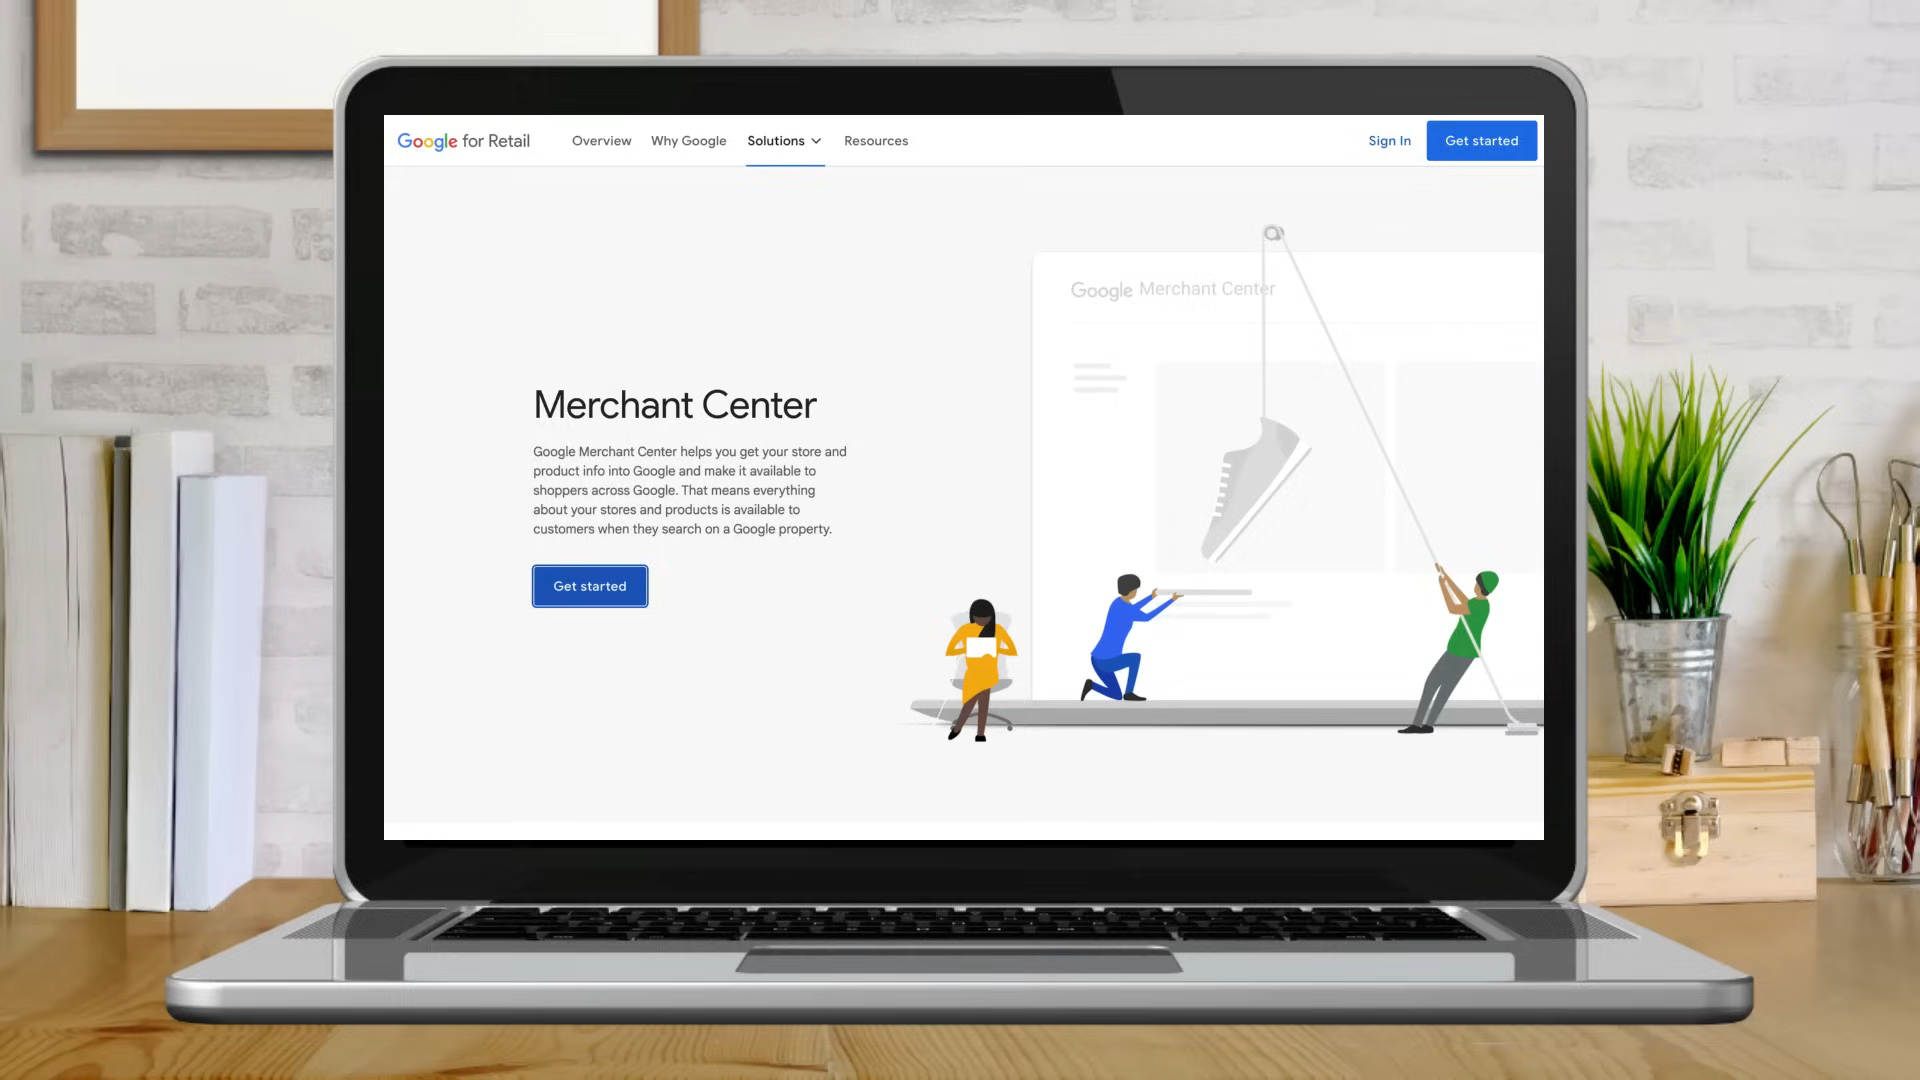 Google for Retail Overview Why Google Solutions Resources Sign In Get started
Google Merchant Center
Merchant Center
Google Merchant Center helps you get your store and
product info into Google and make it available to
shoppers across Google. That means everything
about your stores and products is available to
customers when they search on a Google property.
Get started